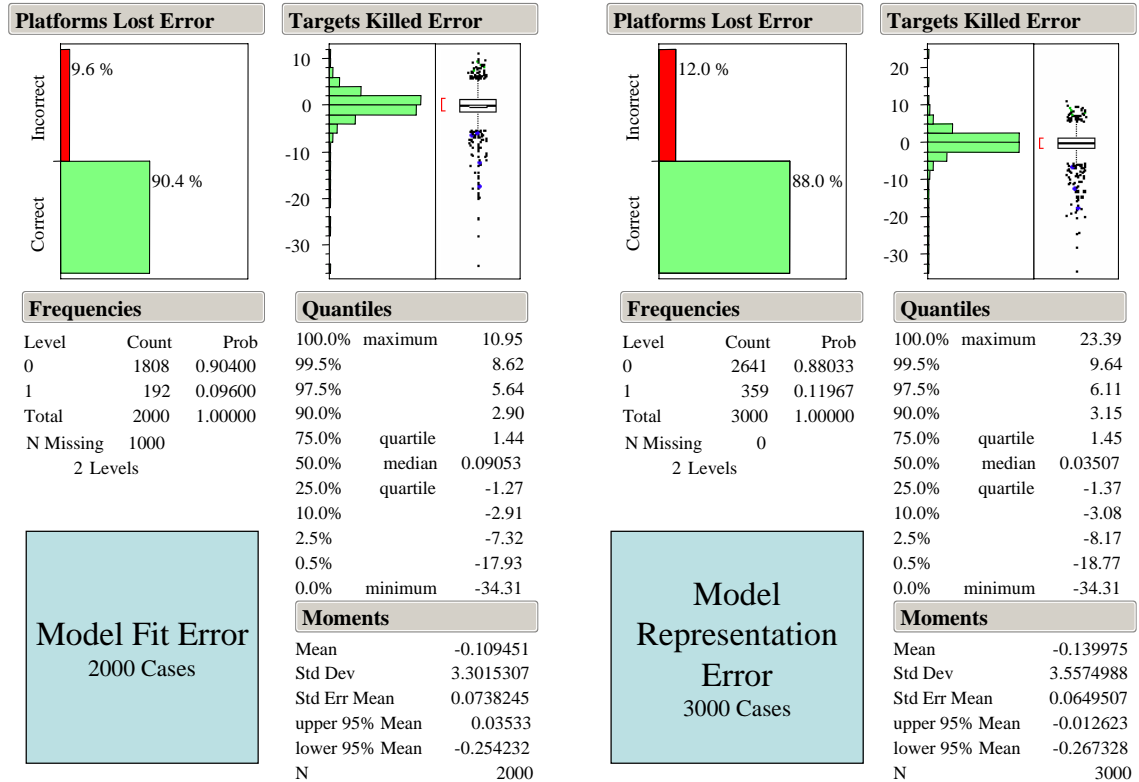 Platforms Lost Error
Incorrect
Correct
9.6 %
90.4 %
Targets Killed Error
10
0
-10
-20
-30
Frequencies
Level Count Prob
0 1808 0.90400
1 192 0.09600
Total 2000 1.00000
N Missing 1000
2 Levels
Quantiles
100.0% maximum 10.95
99.5% 8.62
97.5% 5.64
90.0% 2.90
75.0% quartile 1.44
50.0% median 0.09053
25.0% quartile -1.27
10.0% -2.91
2.5% -7.32
0.5% -17.93
0.0% minimum -34.31
Model Fit Error
2000 Cases
Moments
Mean -0.109451
Std Dev 3.3015307
Std Err Mean 0.0738245
upper 95% Mean 0.03533
lower 95% Mean -0.254232
N 2000
Platforms Lost Error
Incorrect
Correct
12.0 %
88.0 %
Targets Killed Error
20
10
0
-10
-20
-30
Frequencies
Level Count Prob
0 2641 0.88033
1 359 0.11967
Total 3000 1.00000
N Missing 0
2 Levels
Quantiles
100.0% maximum 23.39
99.5% 9.64
97.5% 6.11
90.0% 3.15
75.0% quartile 1.45
50.0% median 0.03507
25.0% quartile -1.37
10.0% -3.08
2.5% -8.17
0.5% -18.77
0.0% minimum -34.31
Model
Representation
Error
3000 Cases
Moments
Mean -0.139975
Std Dev 3.5574988
Std Err Mean 0.0649507
upper 95% Mean -0.012623
lower 95% Mean -0.267328
N 3000